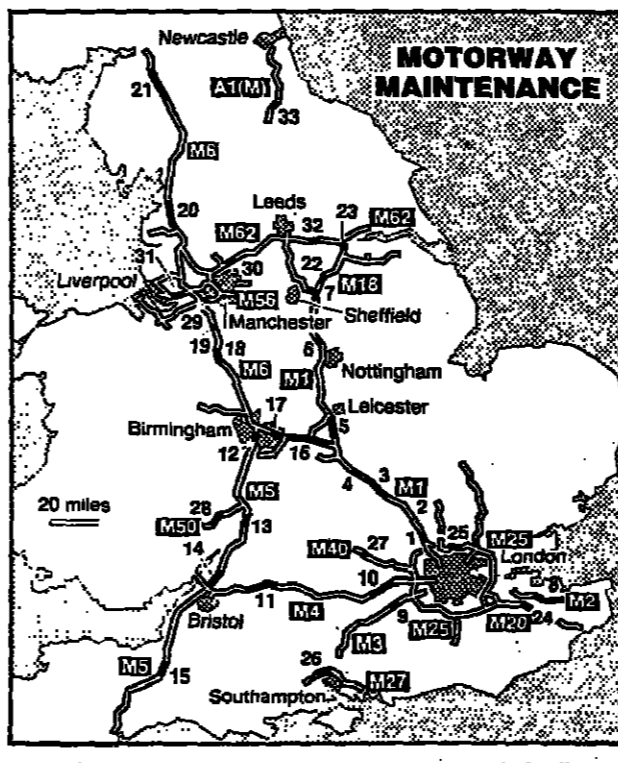 Newcastle
MOTORWAY
MAINTENANCE
A1(M)
21
33
M6
Leeds
20
32
23
M62
M62
31
22
30
M18
Liverpool
7
M56
Sheffield
29
Manchester
19
18
6
M6
Nottingham
M1
17
Leicester
Birmingham
5
12
16
4
3
20 miles
M5
M1
28
2
M50
13
25
M25
14
M40
27
1
London
10
8
11
M2
M4
9
24
Bristol
M25
M20
M3
M5
15
26
M27
Southampton